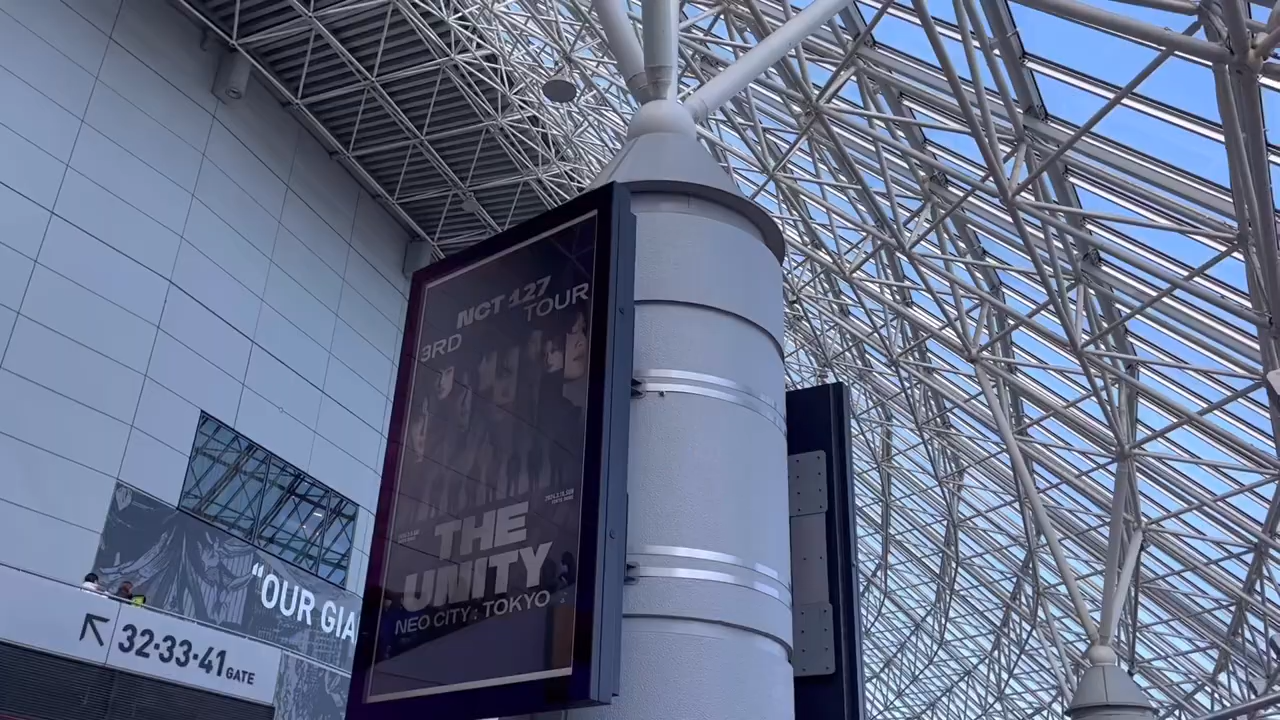 NCT 127
3RD TOUR
THE
UNITY
NEO CITY : TOKYO
"OUR GIA
32·33·41 GATE